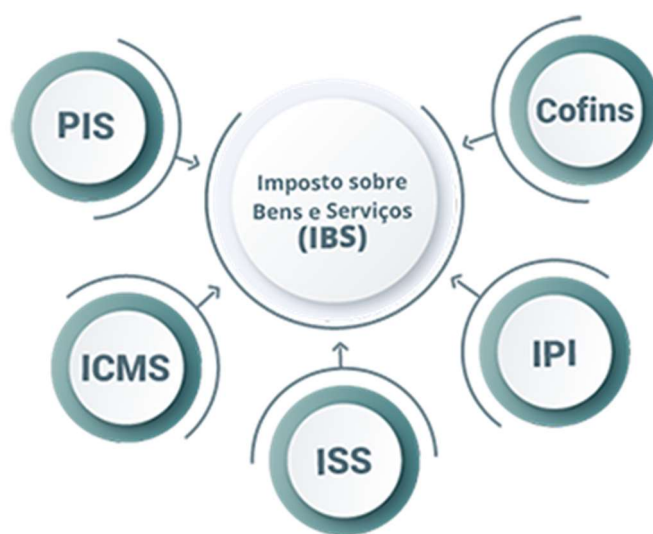 PIS
Cofins
Imposto sobre
Bens e Serviços
(IBS)
ICMS
IPI
ISS